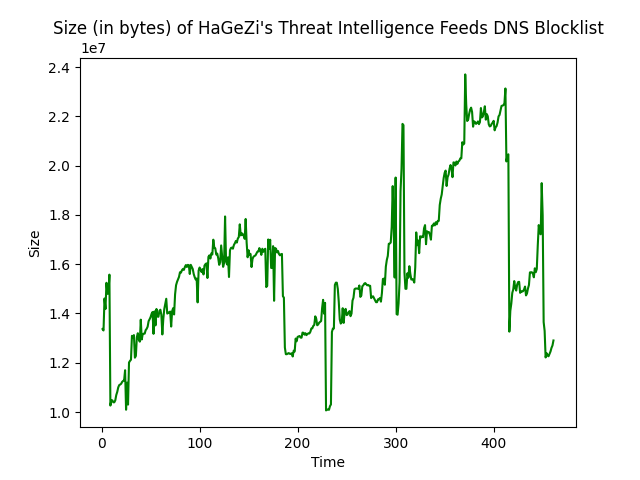 Size (in bytes) of HaGeZi's Threat Intelligence Feeds DNS Blocklist
1e7
2.4
2.2
2.0
1.8
1.6
1.4
1.2
1.0
Size
0 100 200 300 400
Time